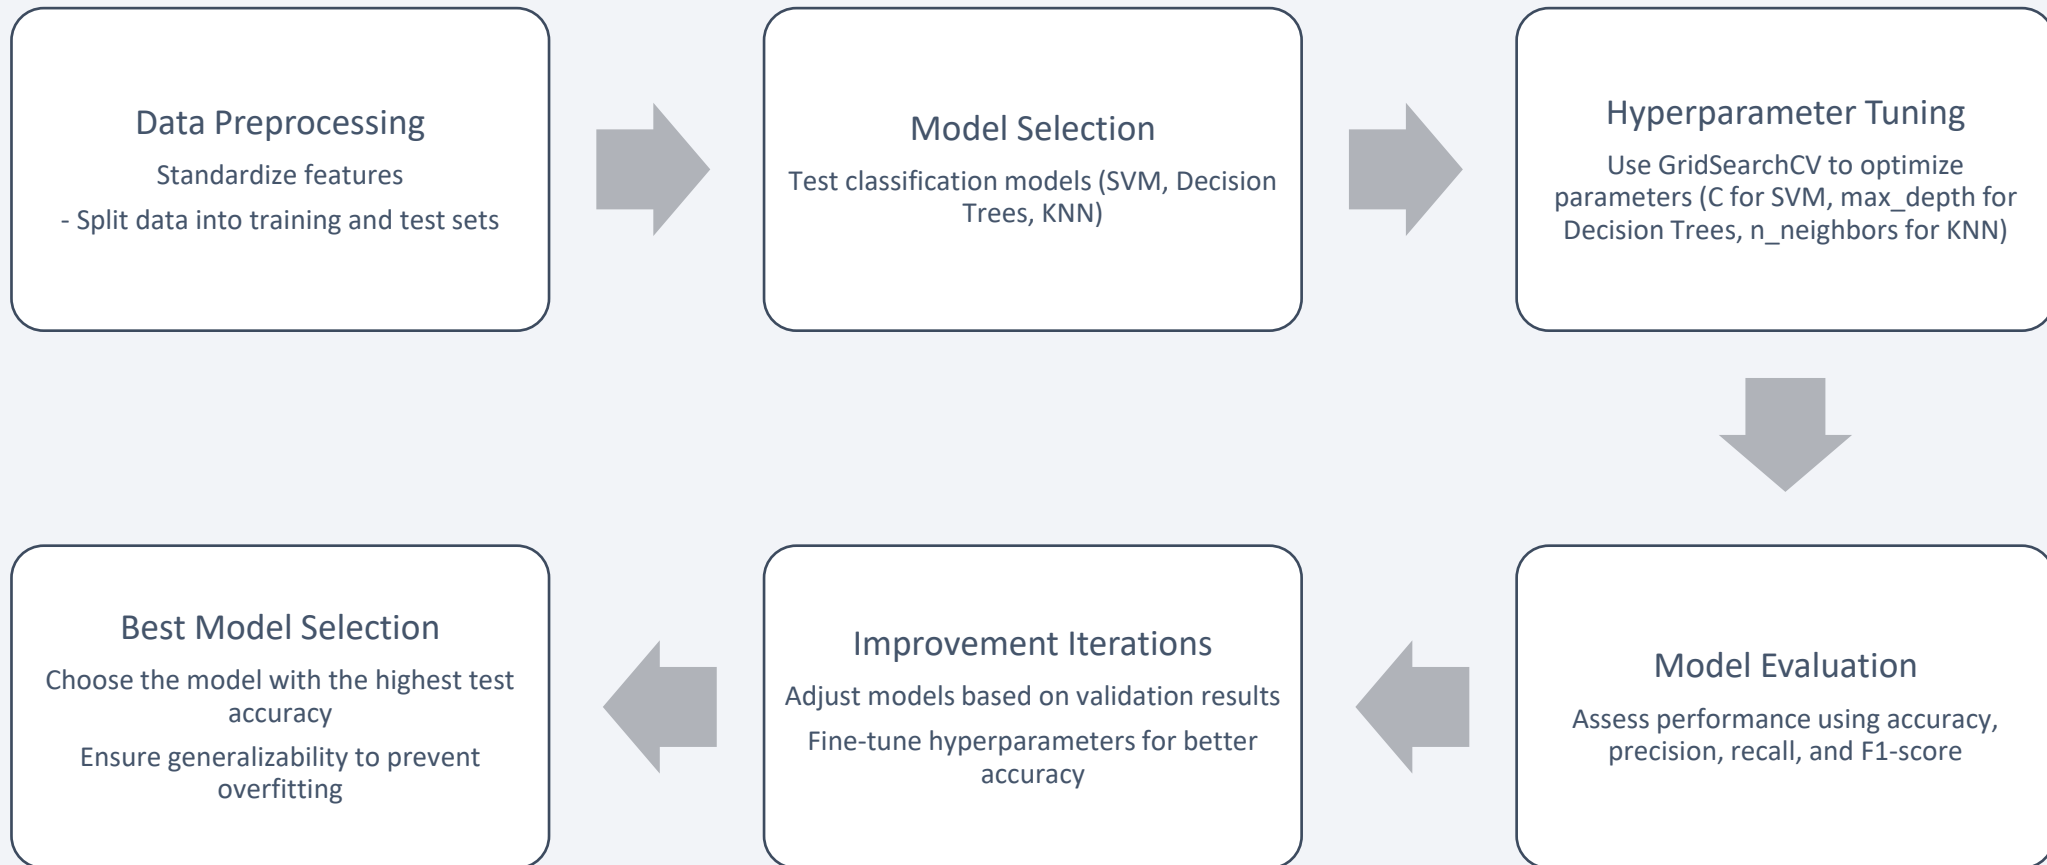 Data Preprocessing
Standardize features
- Split data into training and test sets
Model Selection
Test classification models (SVM, Decision
Trees, KNN)
Hyperparameter Tuning
Use GridSearchCV to optimize
parameters (C for SVM, max_depth for
Decision Trees, n_neighbors for KNN)
Model Evaluation
Assess performance using accuracy,
precision, recall, and F1-score
Improvement Iterations
Adjust models based on validation results
Fine-tune hyperparameters for better
accuracy
Best Model Selection
Choose the model with the highest test
accuracy
Ensure generalizability to prevent
overfitting